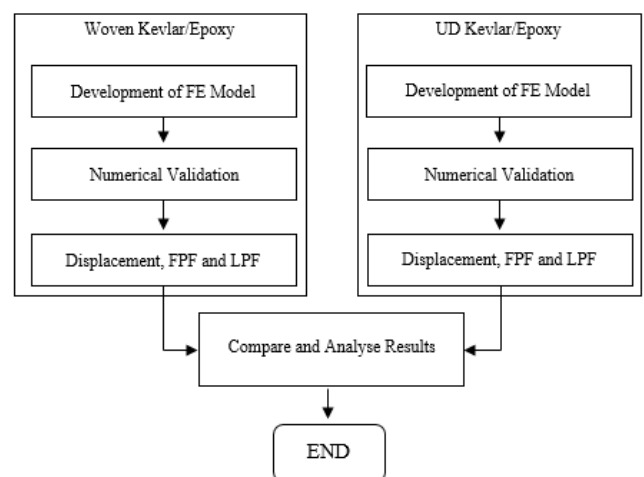 Woven Kevlar/Epoxy
Development of FE Model
Numerical Validation
Displacement, FPF and LPF
UD Kevlar/Epoxy
Development of FE Model
Numerical Validation
Displacement, FPF and LPF
Compare and Analyse Results
END